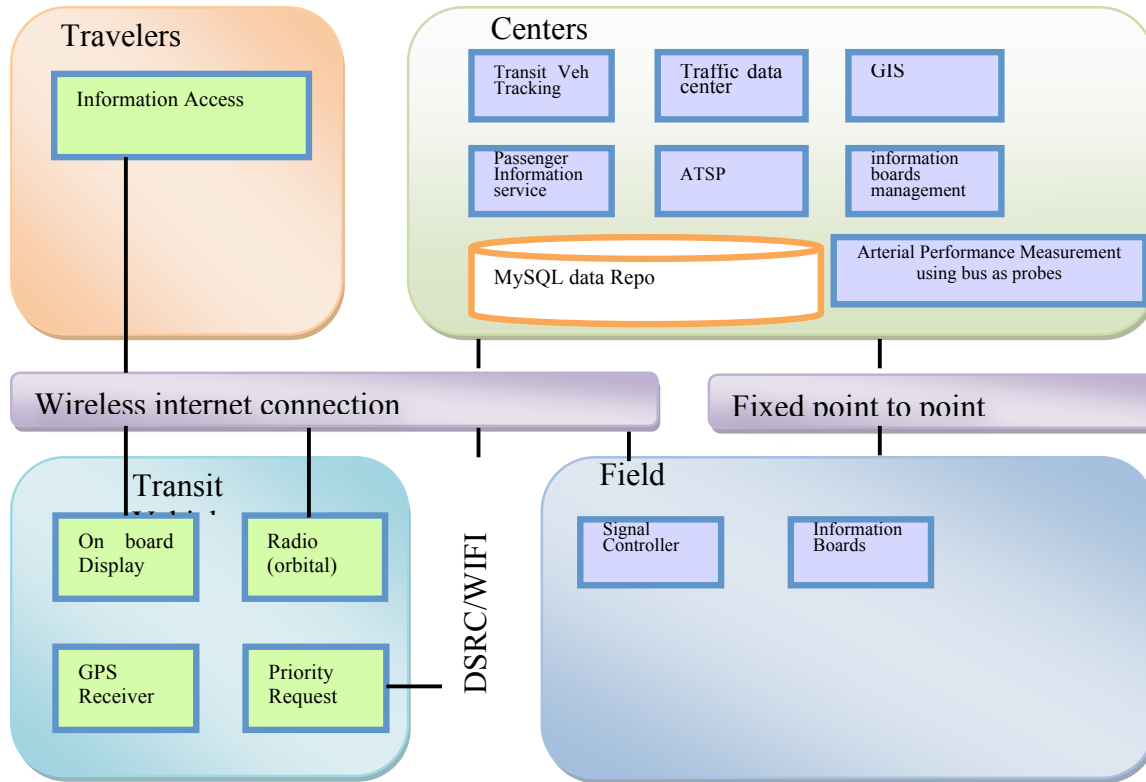 Travelers
Information Access
Centers
Transit Veh
Tracking
Traffic data
center
GIS
Passenger
Information
service
ATSP
information
boards
management
MySQL data Repo
Arterial Performance Measurement
using bus as probes
Wireless internet connection
Fixed point to point
Transit
On board
Display
Radio
(orbital)
GPS
Receiver
Priority
Request
DSRC/WIFI
Field
Signal
Controller
Information
Boards